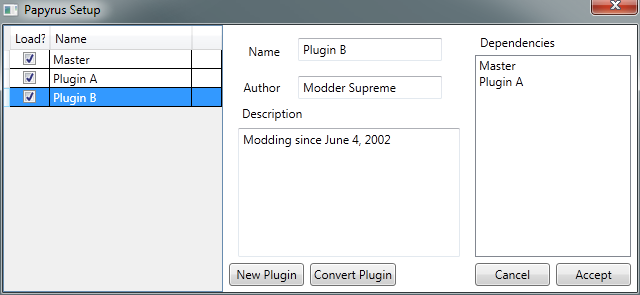 Papyrus Setup
Load? Name
Master
Plugin A
Plugin B
Name Plugin B
Author Modder Supreme
Description
Modding since June 4, 2002
New Plugin Convert Plugin
Dependencies
Master
Plugin A
Cancel Accept